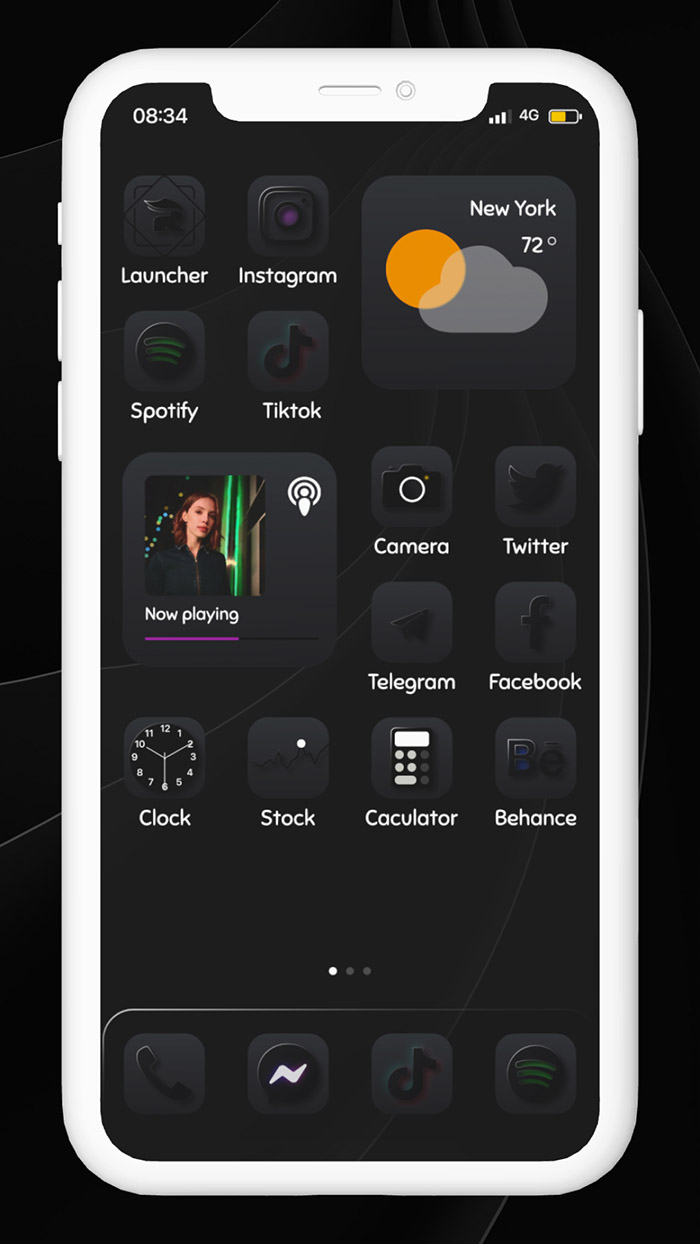 08:34
4G
New York
72°
Launcher
Instagram
Spotify
Tiktok
Now playing
Camera
Twitter
Telegram
Facebook
12
11
1
10
2
9
3
8
4
7
5
6
Bē
Clock
Stock
Caculator
Behance